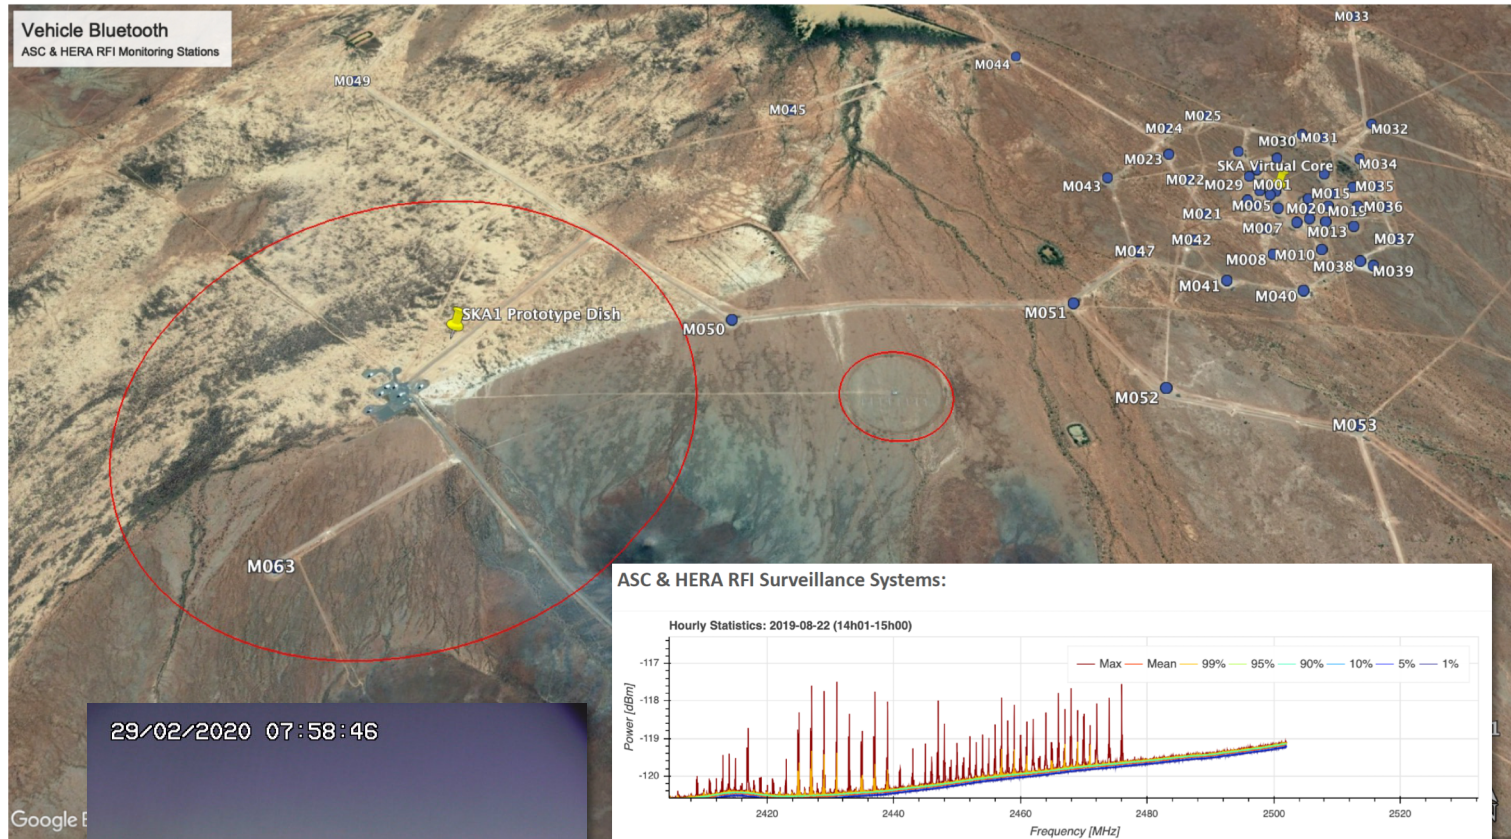 Vehicle Bluetooth
ASC & HERA RFI Monitoring Stations
M033
M044
M049
M045
M025
M024
M032
M030
M031
M023
SKA Virtual Core
M034
M043
M022
M029
M001
M015
M035
M005
M020
M019
M036
M021
M007
M013
M042
M037
M047
M008
M010
M038
M039
M041
M040
SKA1 Prototype Dish
M050
M051
M052
M053
M063
ASC & HERA RFI Surveillance Systems:
Hourly Statistics: 2019-08-22 (14h01-15h00)
Max Mean 99% 95% 90% 10% 5% 1%
-117
-118
-119
-120
Power [dBm]
2420 2440 2460 2480 2500 2520
Frequency [MHz]
29/02/2020 07:58:46
Google